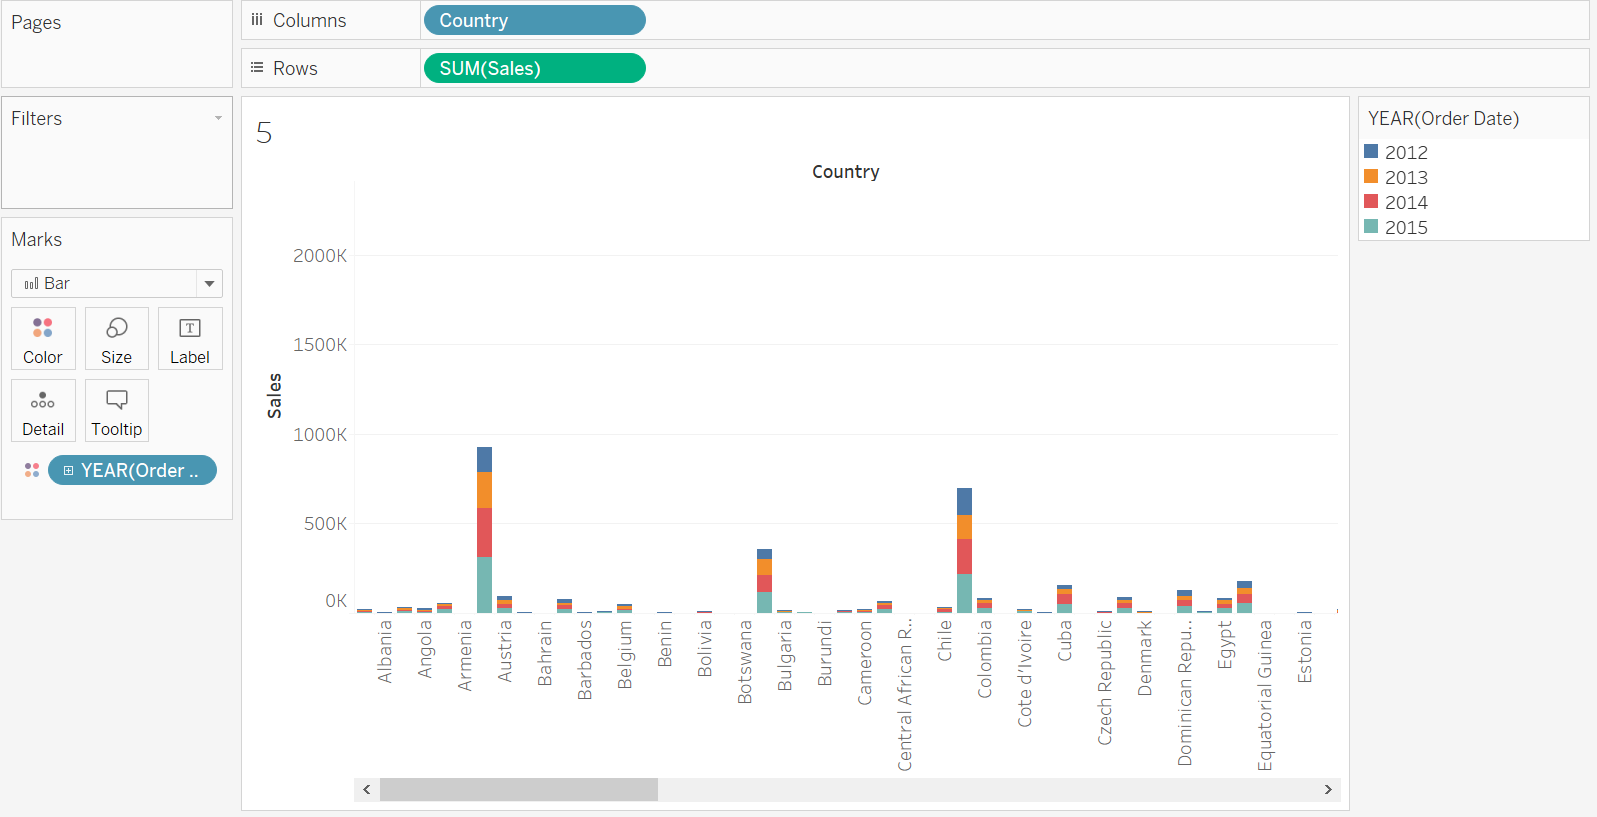 Pages
Columns
Country
Rows
SUM(Sales)
Filters
Marks
Bar
Color
Size
Label
Detail
Tooltip
YEAR(Order ..
5
Country
Sales
2000K
1500K
1000K
500K
0K
Albania
Angola
Armenia
Austria
Bahrain
Barbados
Belgium
Benin
Bolivia
Botswana
Bulgaria
Burundi
Cameroon
Central African R..
Chile
Colombia
Cote d'Ivoire
Cuba
Czech Republic
Denmark
Dominican Repu..
Egypt
Equatorial Guinea
Estonia
YEAR(Order Date)
2012
2013
2014
2015